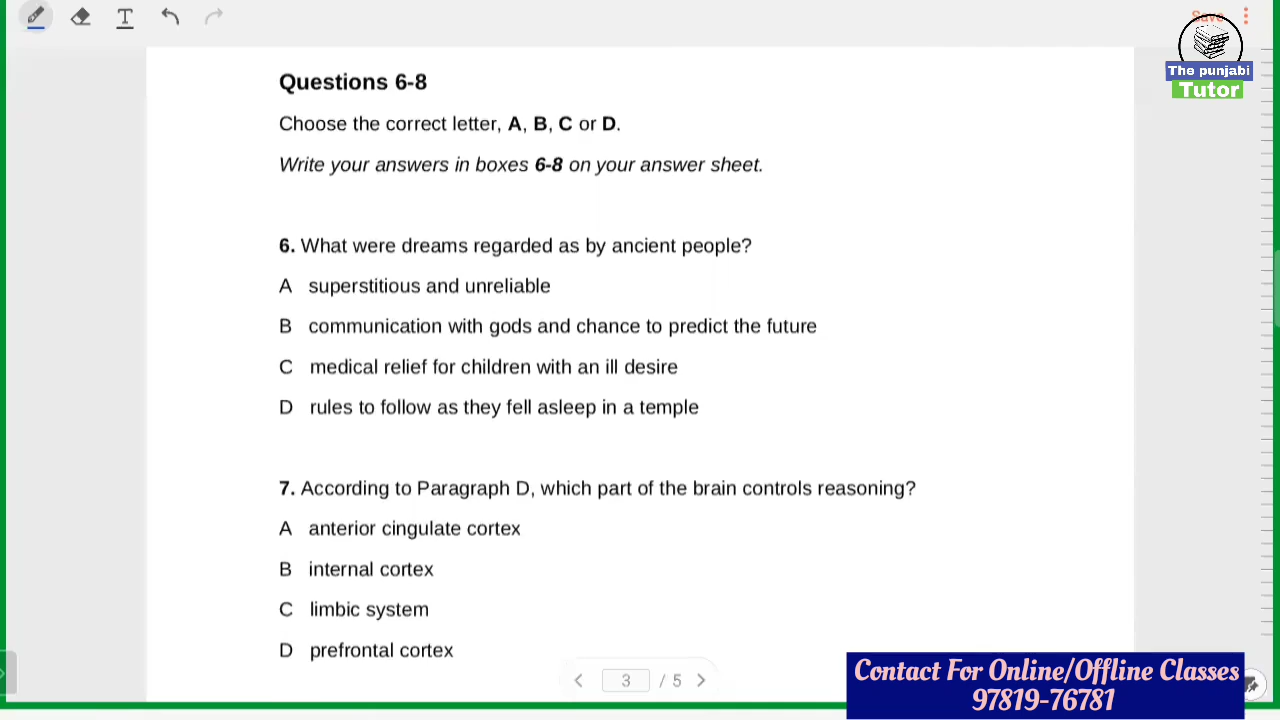 T
Save
The punjabi
Tutor
Questions 6-8
Choose the correct letter, A, B, C or D.
Write your answers in boxes 6-8 on your answer sheet.
6. What were dreams regarded as by ancient people?
A superstitious and unreliable
B communication with gods and chance to predict the future
C medical relief for children with an ill desire
D rules to follow as they fell asleep in a temple
7. According to Paragraph D, which part of the brain controls reasoning?
A anterior cingulate cortex
B internal cortex
C limbic system
D prefrontal cortex
3 / 5
Contact For Online/Offline Classes
97819-76781